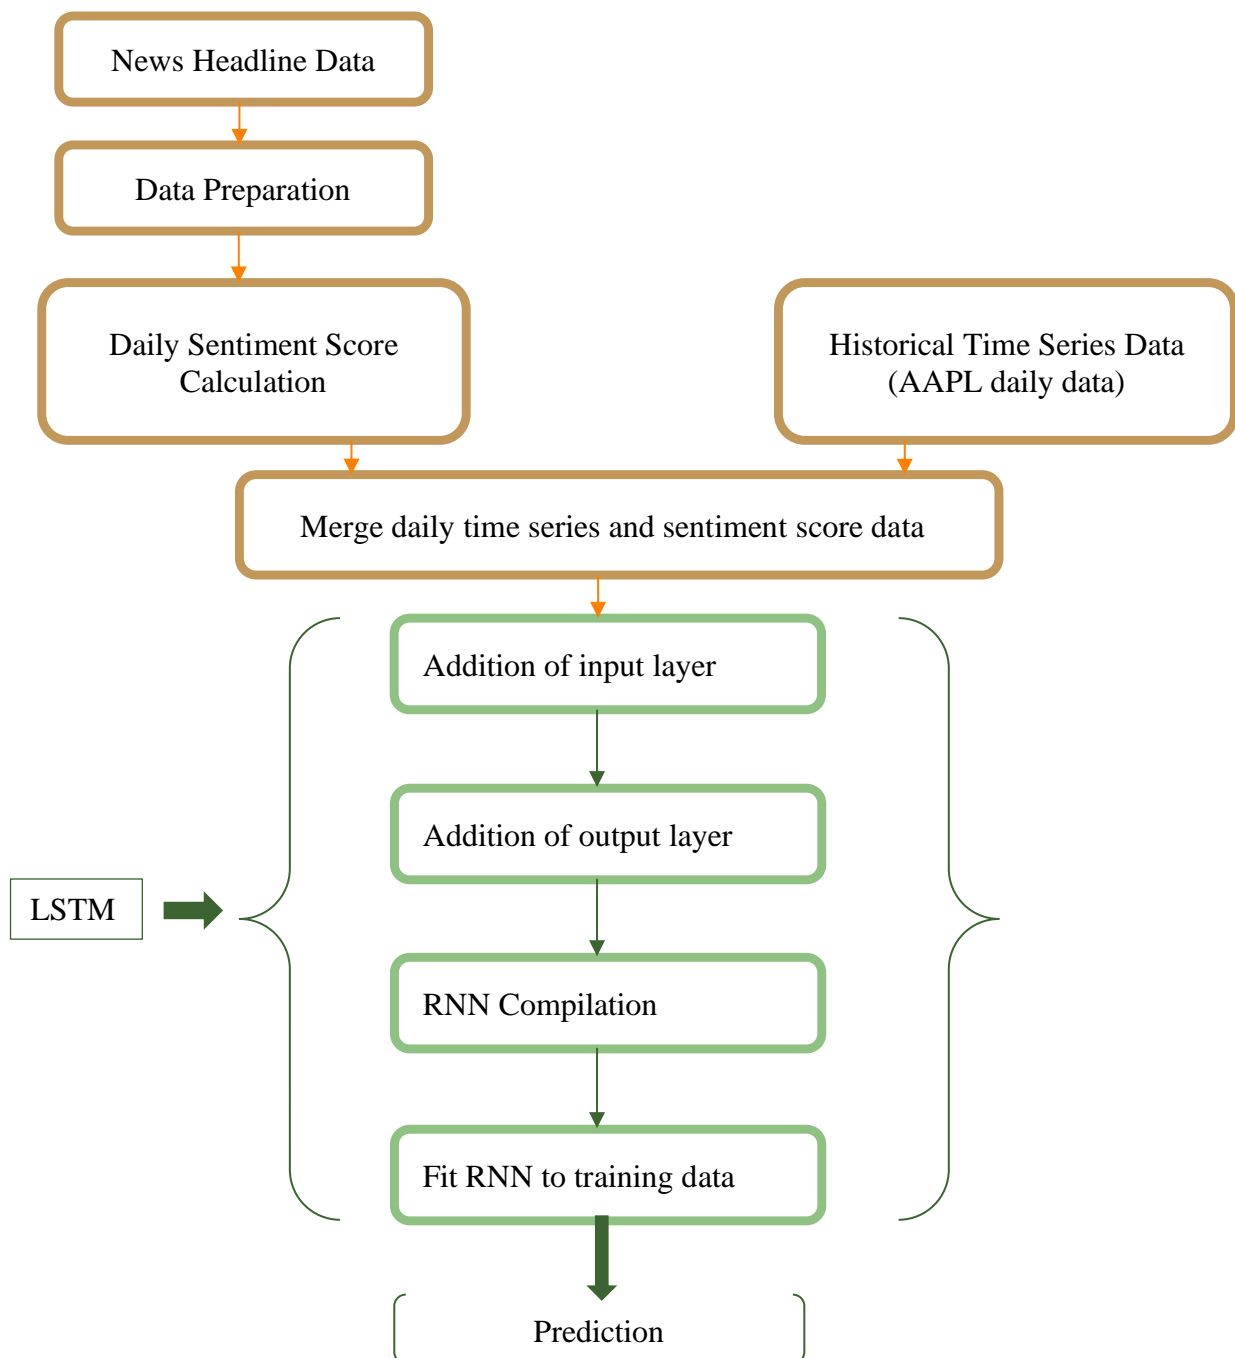 News Headline Data
Data Preparation
Daily Sentiment Score
Calculation
Historical Time Series Data
(AAPL daily data)
Merge daily time series and sentiment score data
Addition of input layer
Addition of output layer
LSTM
RNN Compilation
Fit RNN to training data
Prediction